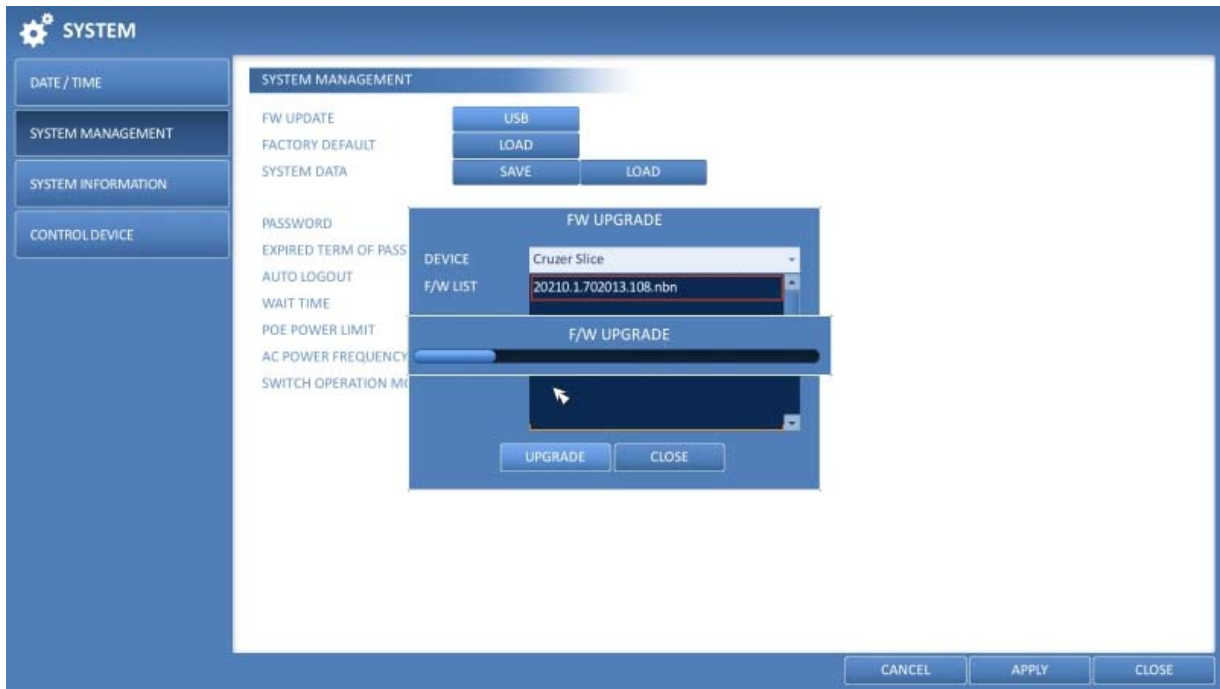 SYSTEM
DATE / TIME
SYSTEM MANAGEMENT
SYSTEM INFORMATION
CONTROL DEVICE
SYSTEM MANAGEMENT
FW UPDATE USB
FACTORY DEFAULT LOAD
SYSTEM DATA SAVE LOAD
PASSWORD
EXPIRED TERM OF PASS
AUTO LOGOUT
WAIT TIME
POE POWER LIMIT
AC POWER FREQUENCY
SWITCH OPERATION MO
FW UPGRADE
DEVICE Cruzer Slice
F/W LIST 20210.1.702013.108.nbn
F/W UPGRADE
UPGRADE CLOSE
CANCEL APPLY CLOSE